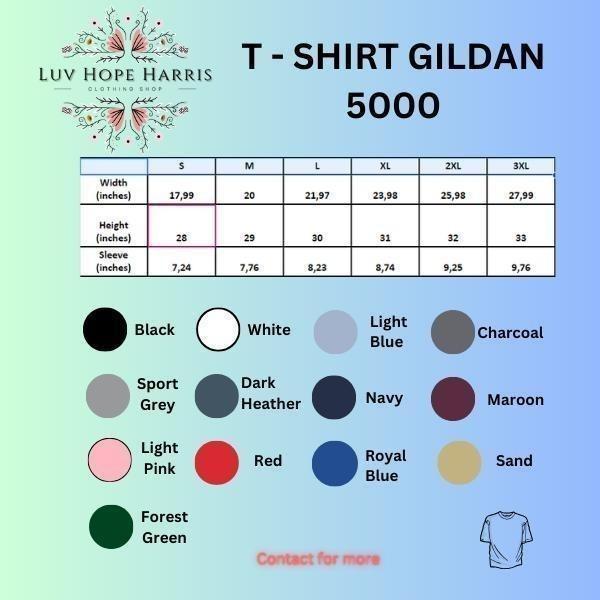 LUV HOPE HARRIS
CLOTHING SHOP
T - SHIRT GILDAN
5000
S M L XL 2XL 3XL
Width
(inches) 17,99 20 21,97 23,98 25,98 27,99
Height
(inches) 28 29 30 31 32 33
Sleeve
(inches) 7,24 7,76 8,23 8,74 9,25 9,76
Black White Light
Blue Charcoal
Sport
Grey Dark
Heather Navy Maroon
Light
Pink Red Royal
Blue Sand
Forest
Green
Contact for more